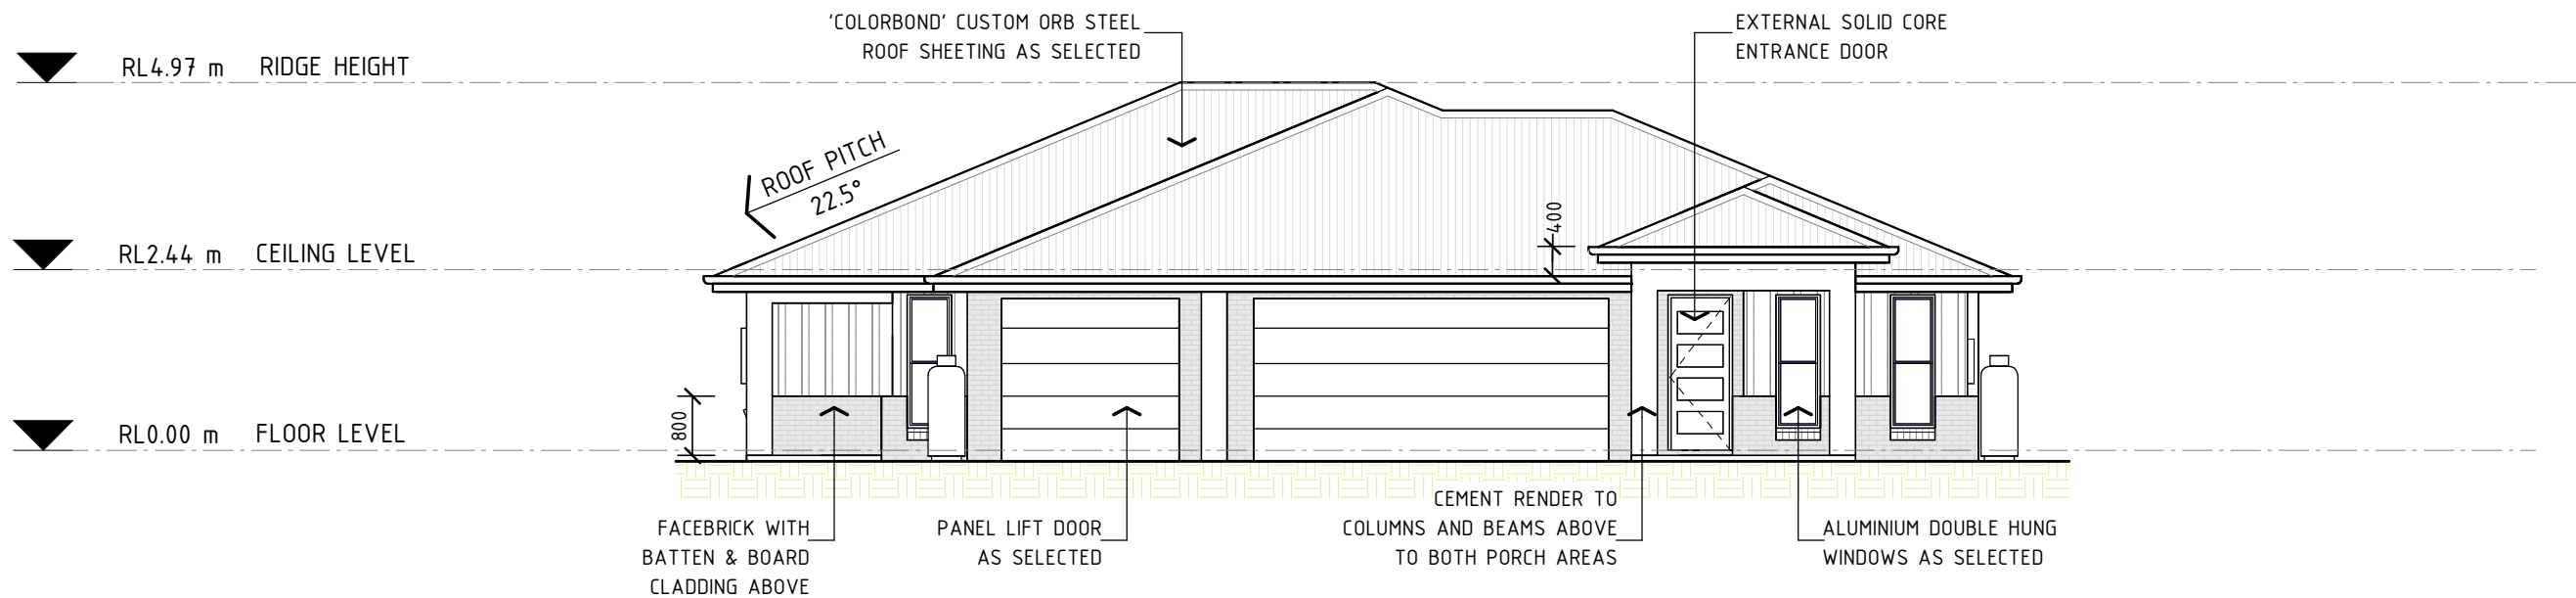 'COLORBOND' CUSTOM ORB STEEL
ROOF SHEETING AS SELECTED
EXTERNAL SOLID CORE
ENTRANCE DOOR
RL4.97 m RIDGE HEIGHT
ROOF PITCH
22.5°
RL2.44 m CEILING LEVEL
400
800
RL0.00 m FLOOR LEVEL
FACEBRICK WITH
BATTEN & BOARD
CLADDING ABOVE
PANEL LIFT DOOR
AS SELECTED
CEMENT RENDER TO
COLUMNS AND BEAMS ABOVE
TO BOTH PORCH AREAS
ALUMINIUM DOUBLE HUNG
WINDOWS AS SELECTED